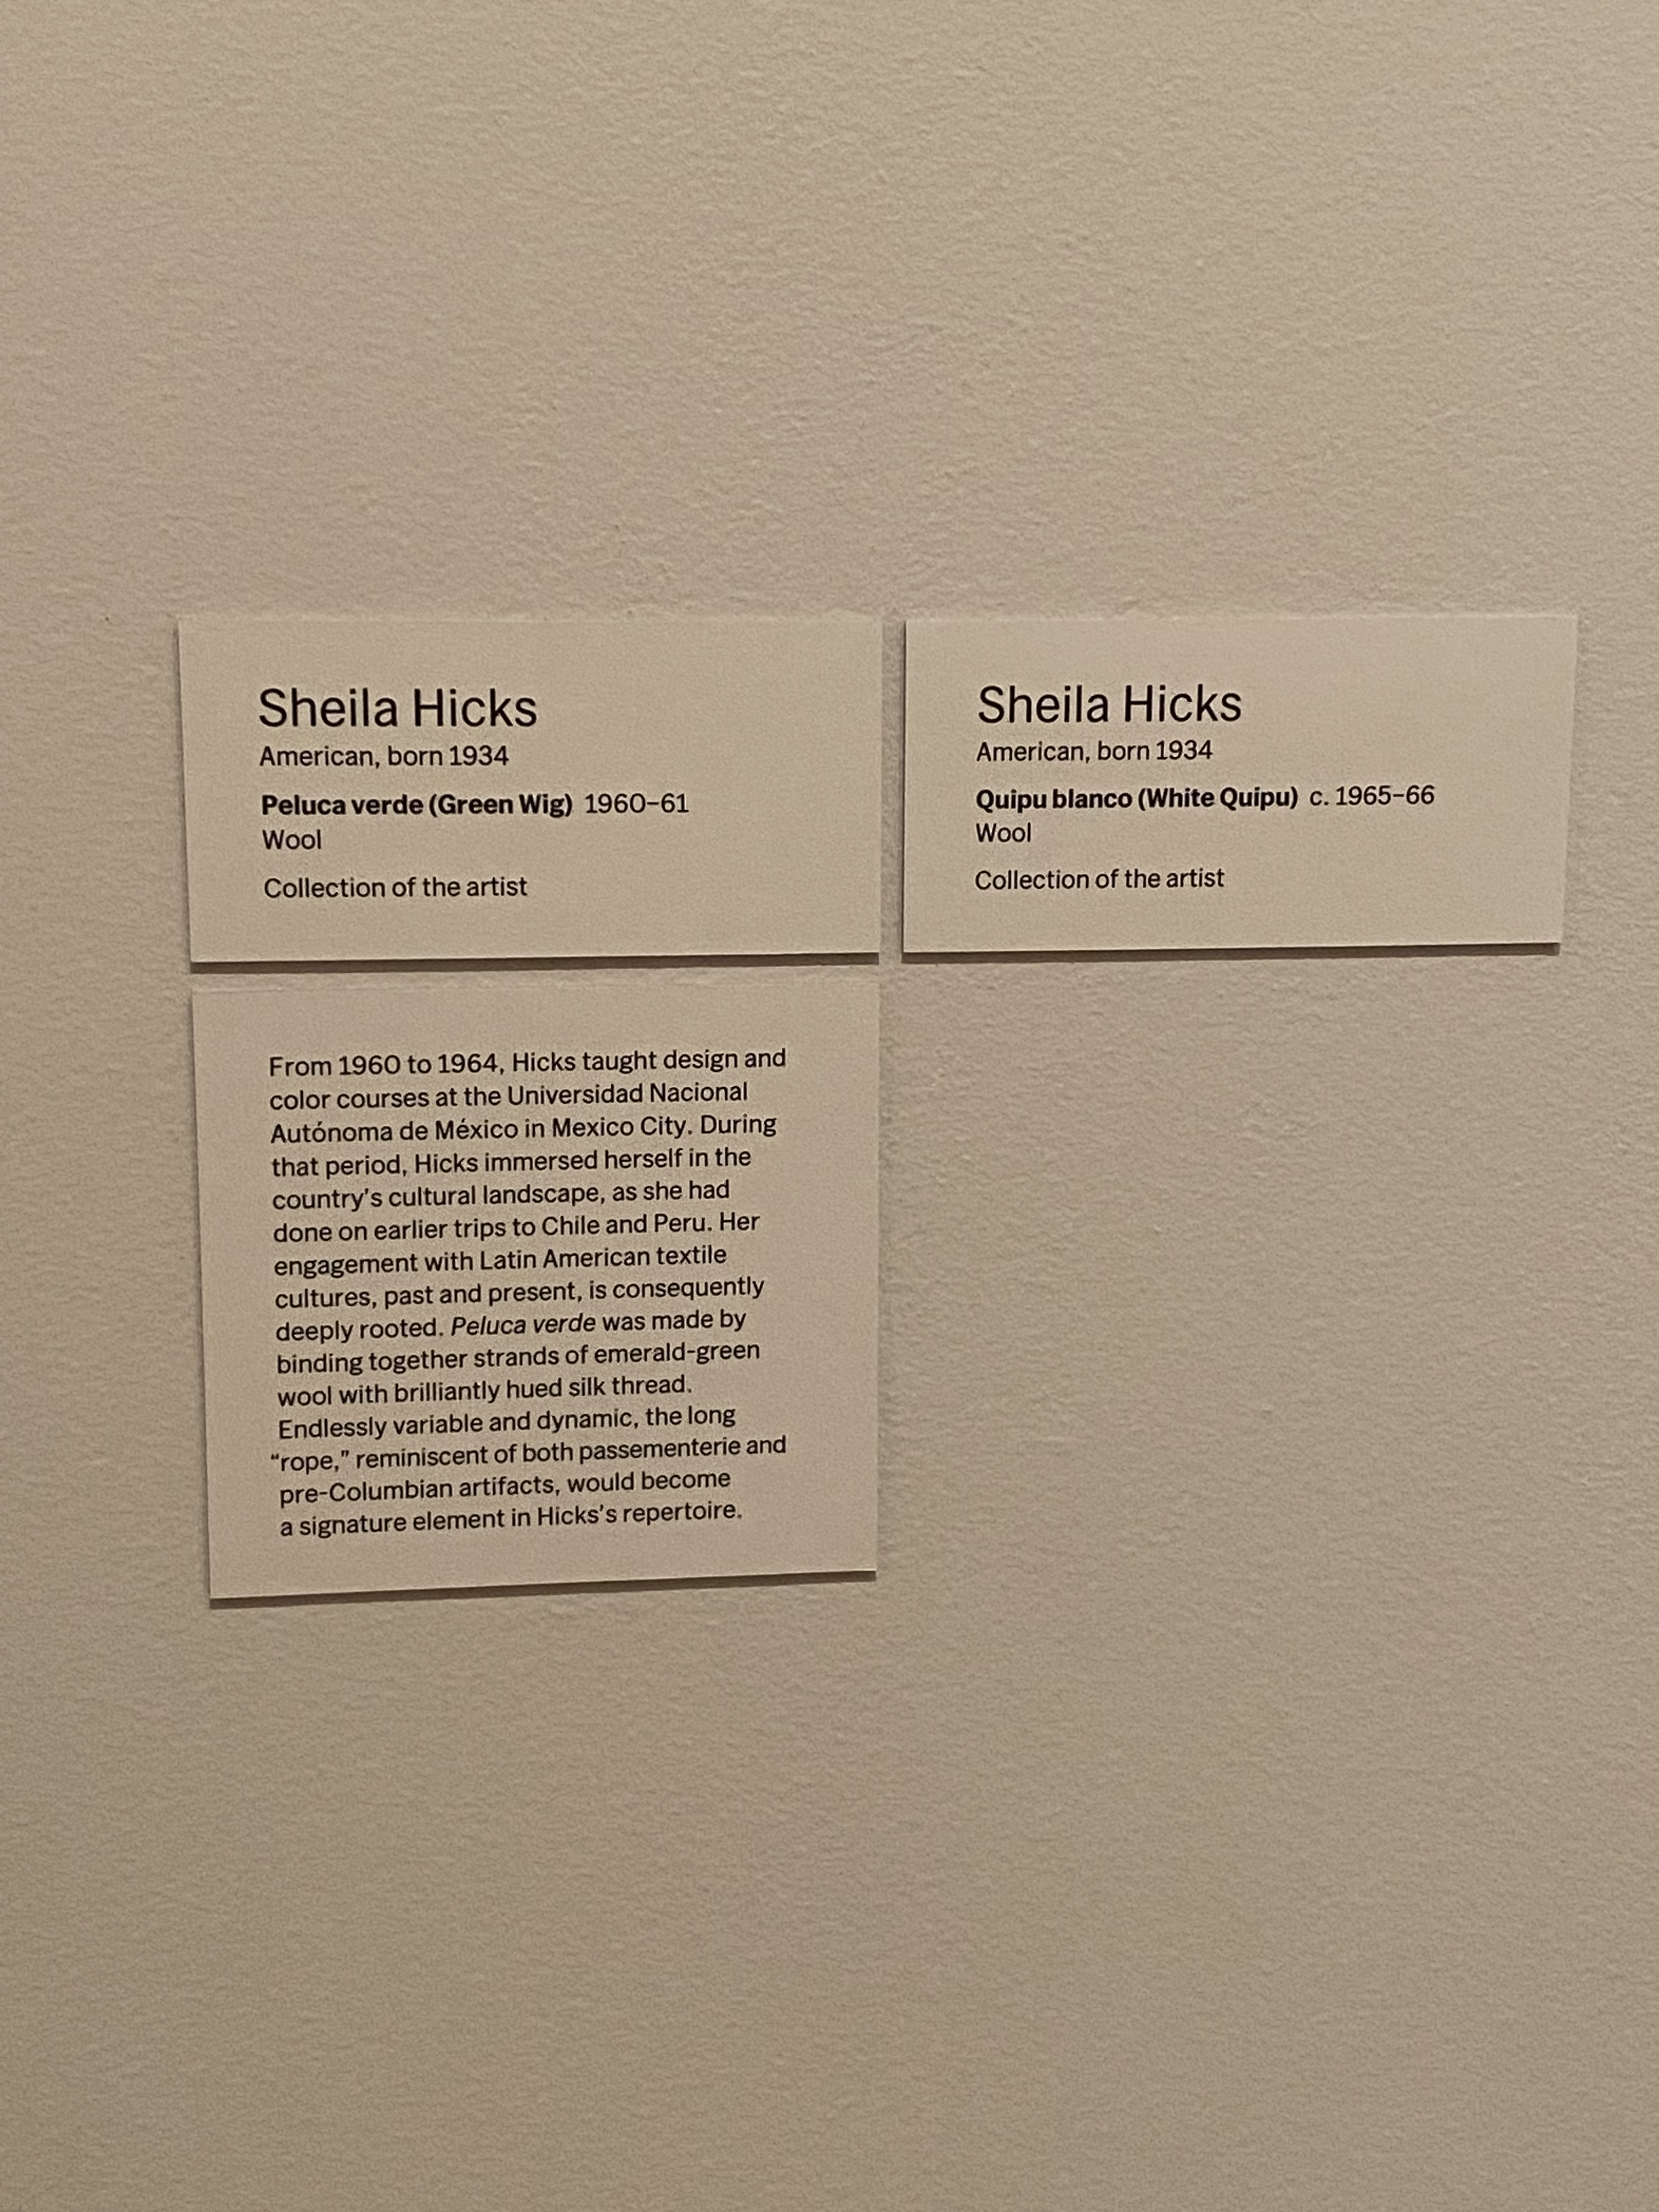 Sheila Hicks
American, born 1934
Peluca verde (Green Wig) 1960–61
Wool
Collection of the artist
From 1960 to 1964, Hicks taught design and
color courses at the Universidad Nacional
Autónoma de México in Mexico City. During
that period, Hicks immersed herself in the
country’s cultural landscape, as she had
done on earlier trips to Chile and Peru. Her
engagement with Latin American textile
cultures, past and present, is consequently
deeply rooted. Peluca verde was made by
binding together strands of emerald-green
wool with brilliantly hued silk thread.
Endlessly variable and dynamic, the long
“rope,” reminiscent of both passementerie and
pre-Columbian artifacts, would become
a signature element in Hicks’s repertoire.
Sheila Hicks
American, born 1934
Quipu blanco (White Quipu) c. 1965–66
Wool
Collection of the artist